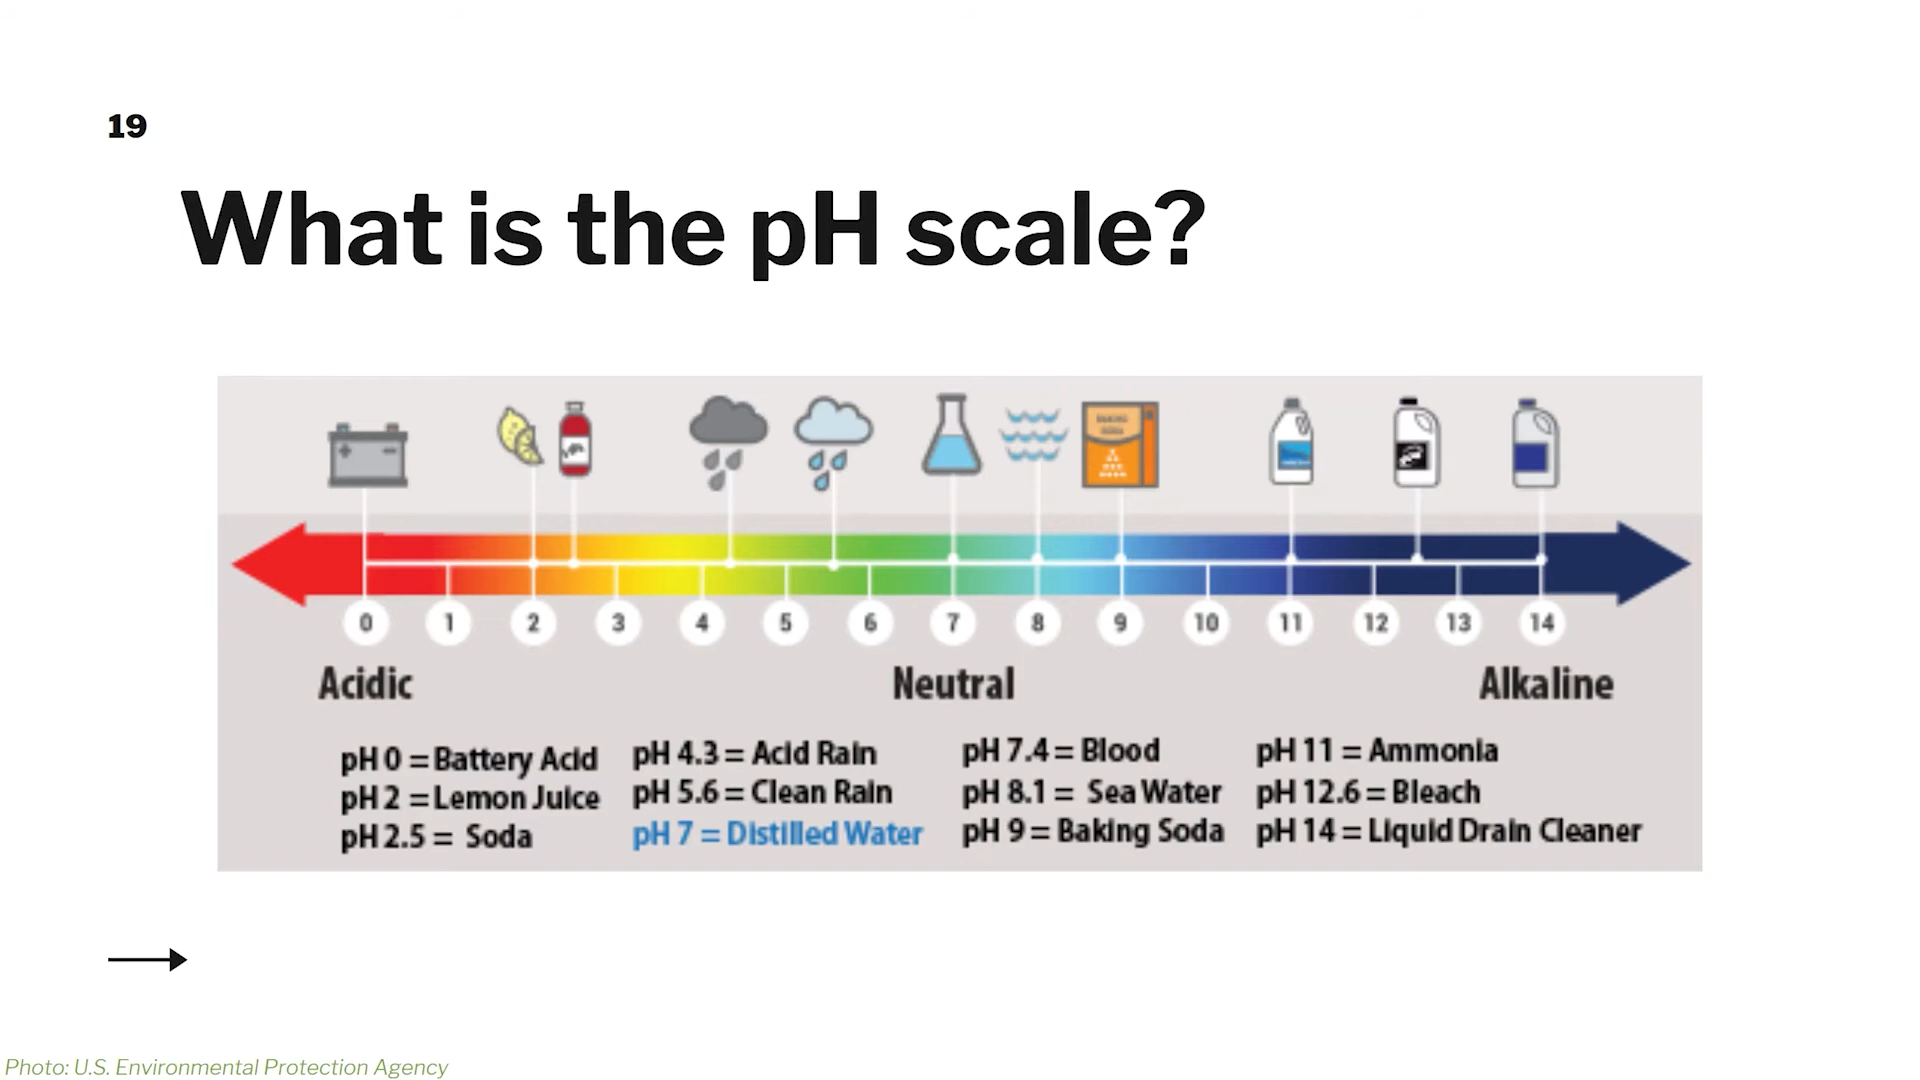 19
What is the pH scale?
BAKING
SODA
0 1 2 3 4 5 6 7 8 9 10 11 12 13 14
Acidic Neutral Alkaline
pH 0 = Battery Acid
pH 2 = Lemon Juice
pH 2.5 = Soda
pH 4.3 = Acid Rain
pH 5.6 = Clean Rain
pH 7 = Distilled Water
pH 7.4 = Blood
pH 8.1 = Sea Water
pH 9 = Baking Soda
pH 11 = Ammonia
pH 12.6 = Bleach
pH 14 = Liquid Drain Cleaner
Photo: U.S. Environmental Protection Agency